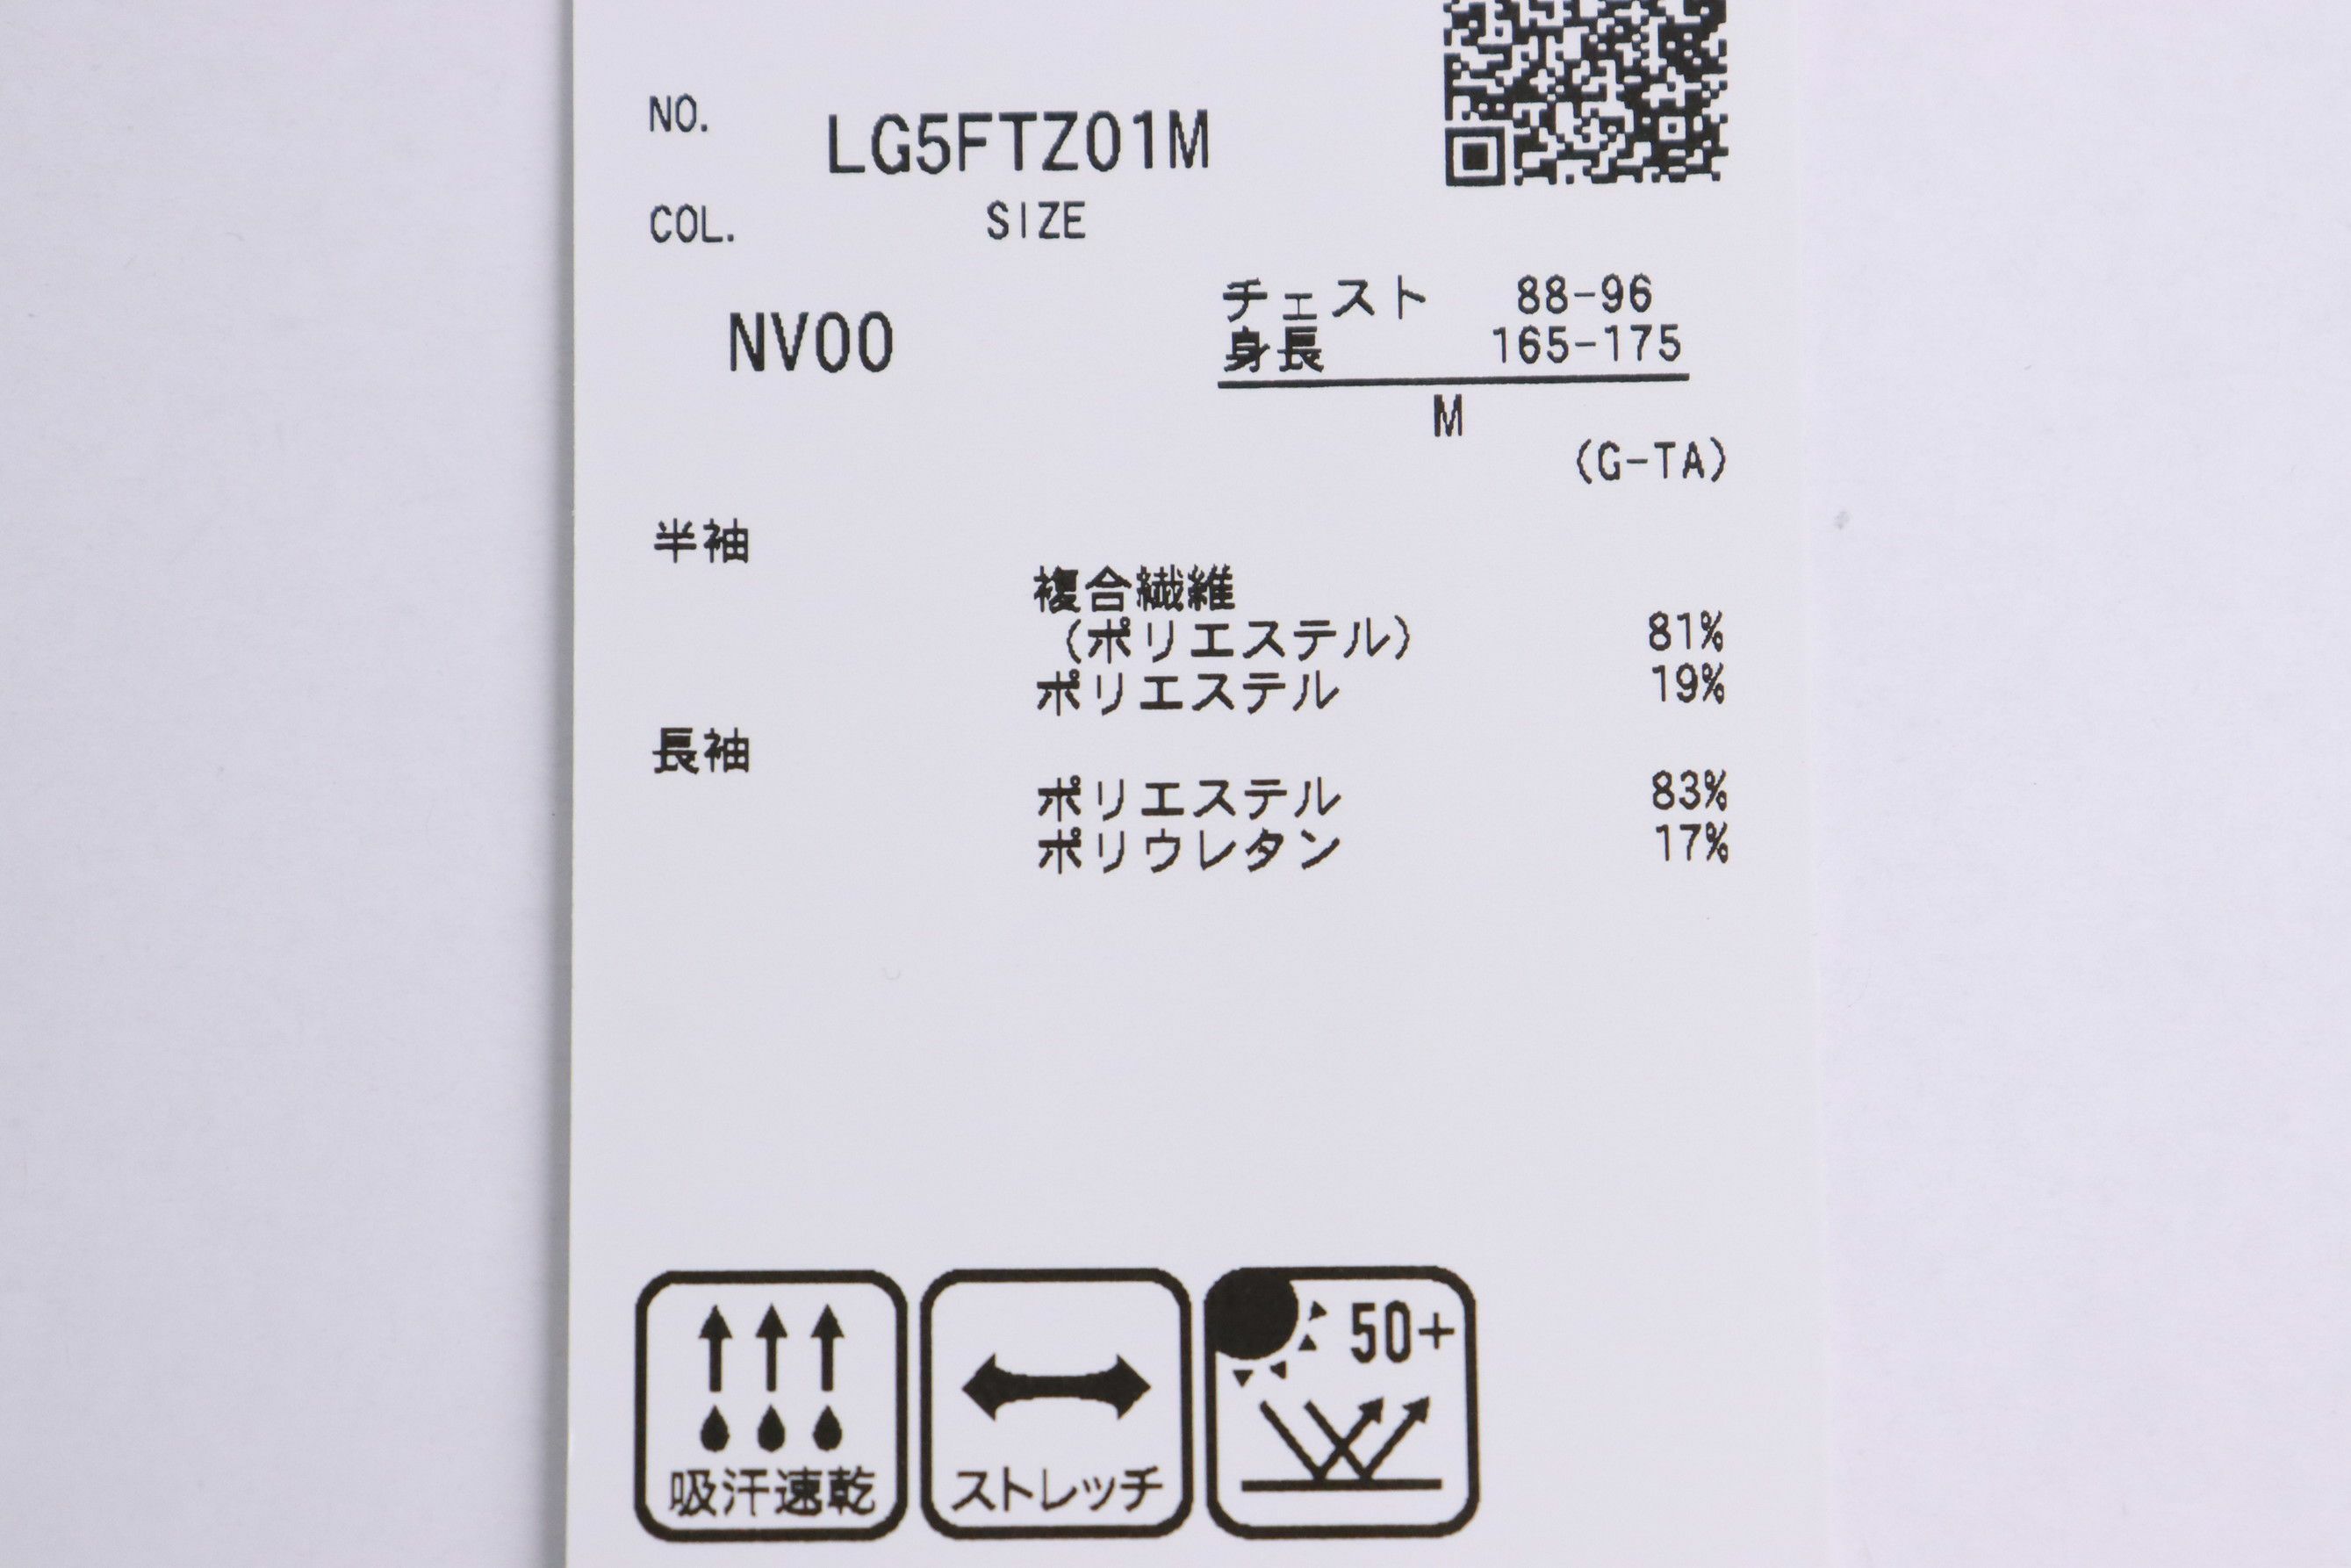 NO. LG5FTZ01M
COL. SIZE
チェスト 88-96
NV00 身長 165-175
M
(G-TA)
半袖
複合繊維
(ポリエステル) 81%
ポリエステル 19%
長袖
ポリエステル 83%
ポリウレタン 17%
50+
吸汗速乾 ストレッチ